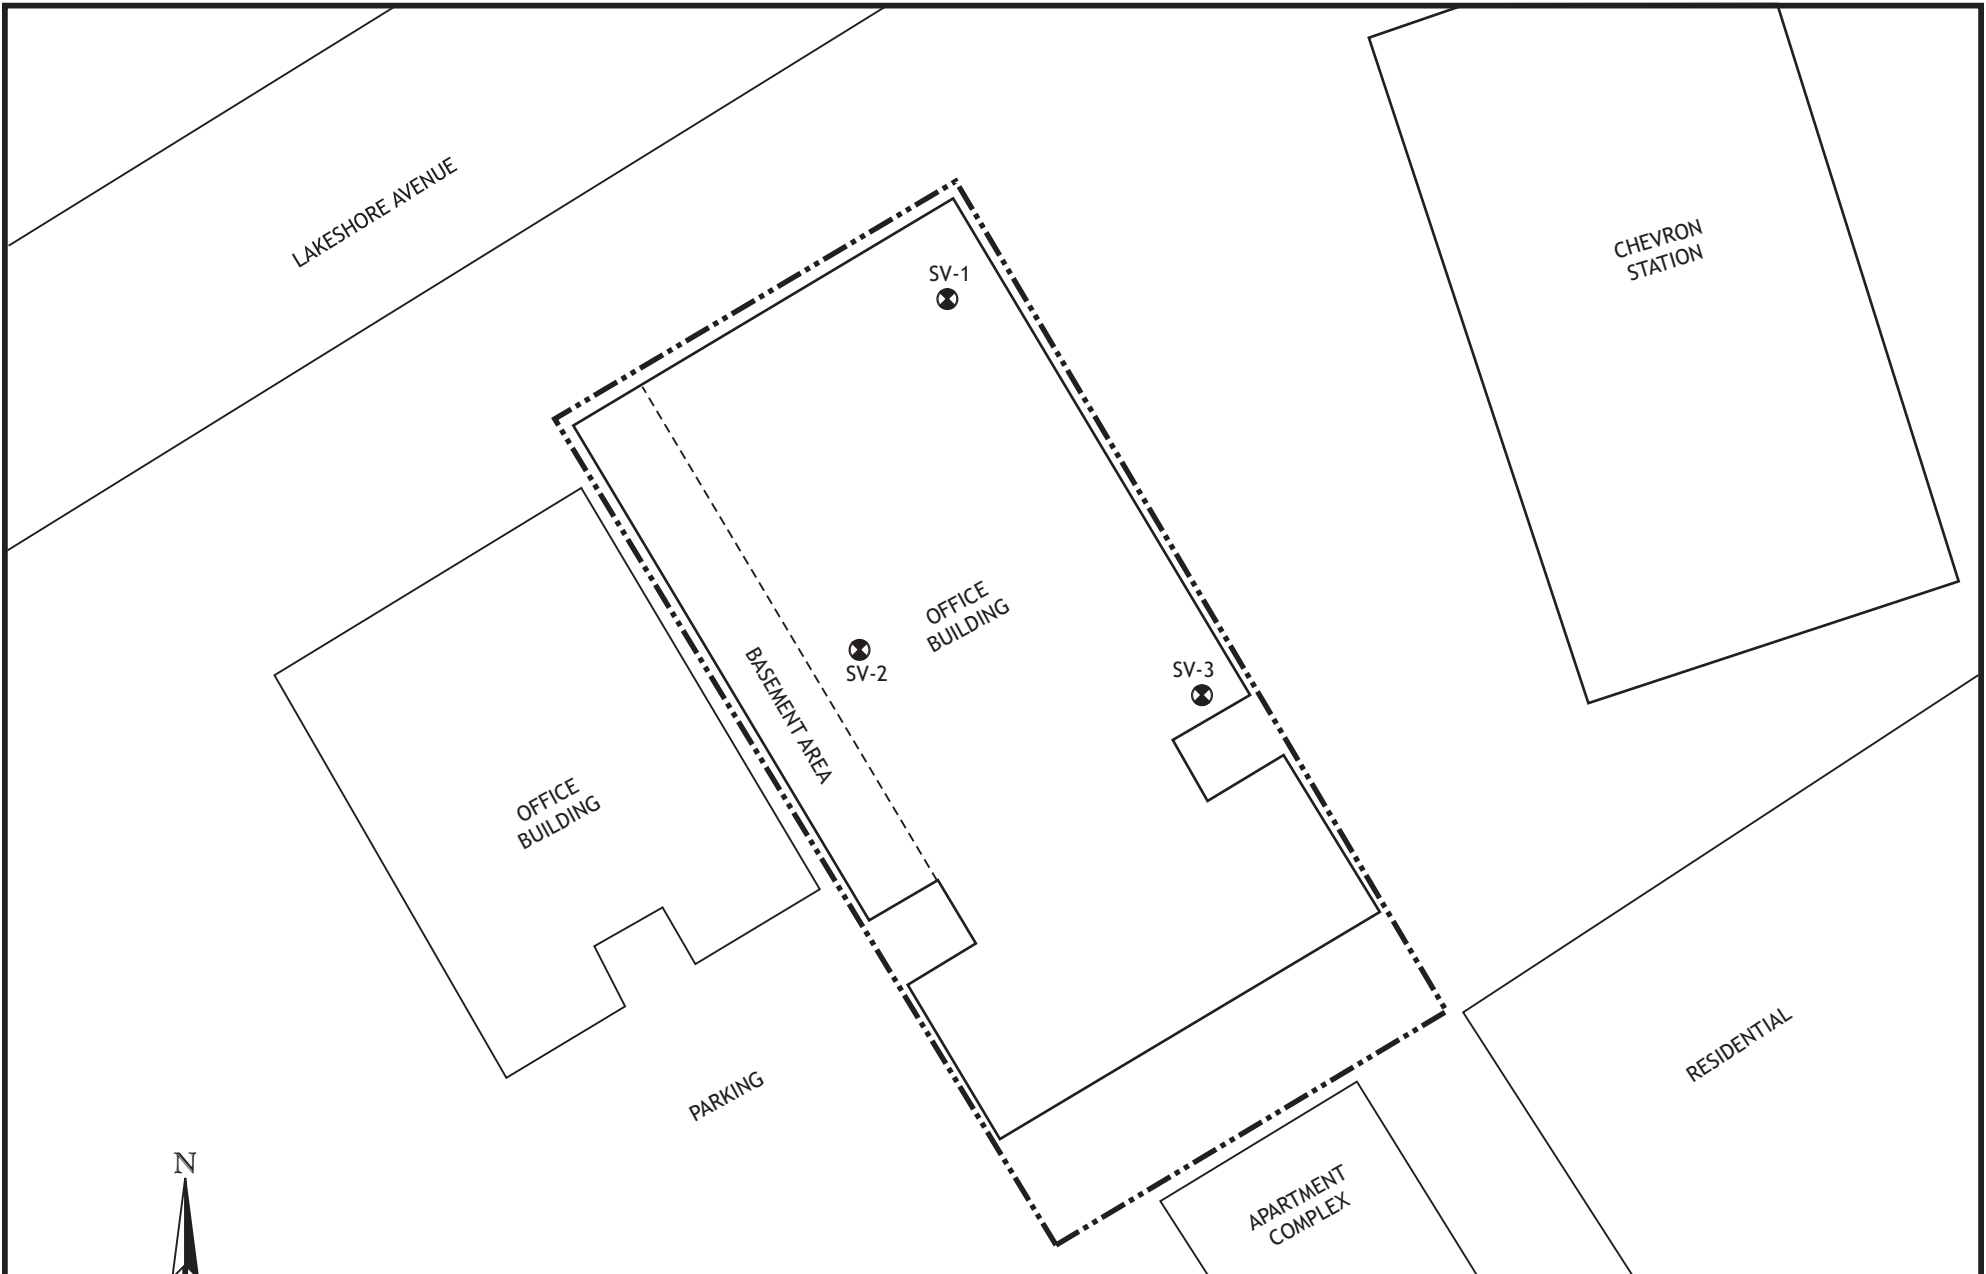 LAKESHORE AVENUE
CHEVRON
STATION
SV-1
OFFICE
BUILDING
SV-2
SV-3
BASEMENT AREA
OFFICE
BUILDING
PARKING
RESIDENTIAL
APARTMENT
COMPLEX
N